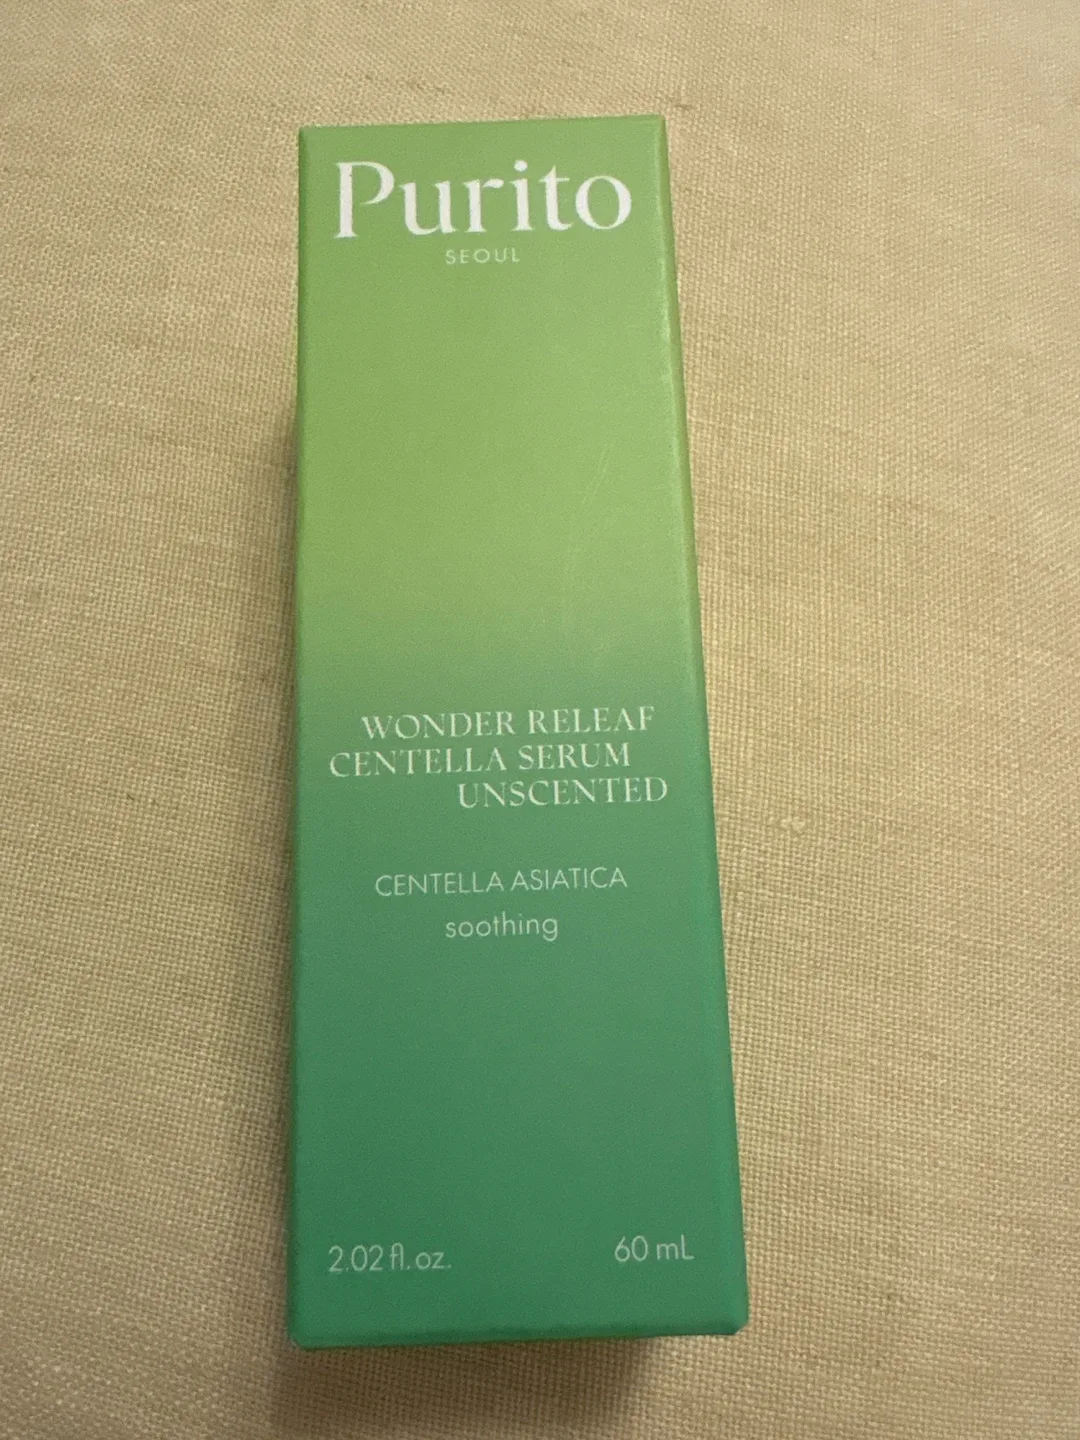 Purito
SEOUL
WONDER RELEAF
CENTELLA SERUM
UNSCENTED
CENTELLA ASIATICA
soothing
2.02 fl. oz. 60 mL